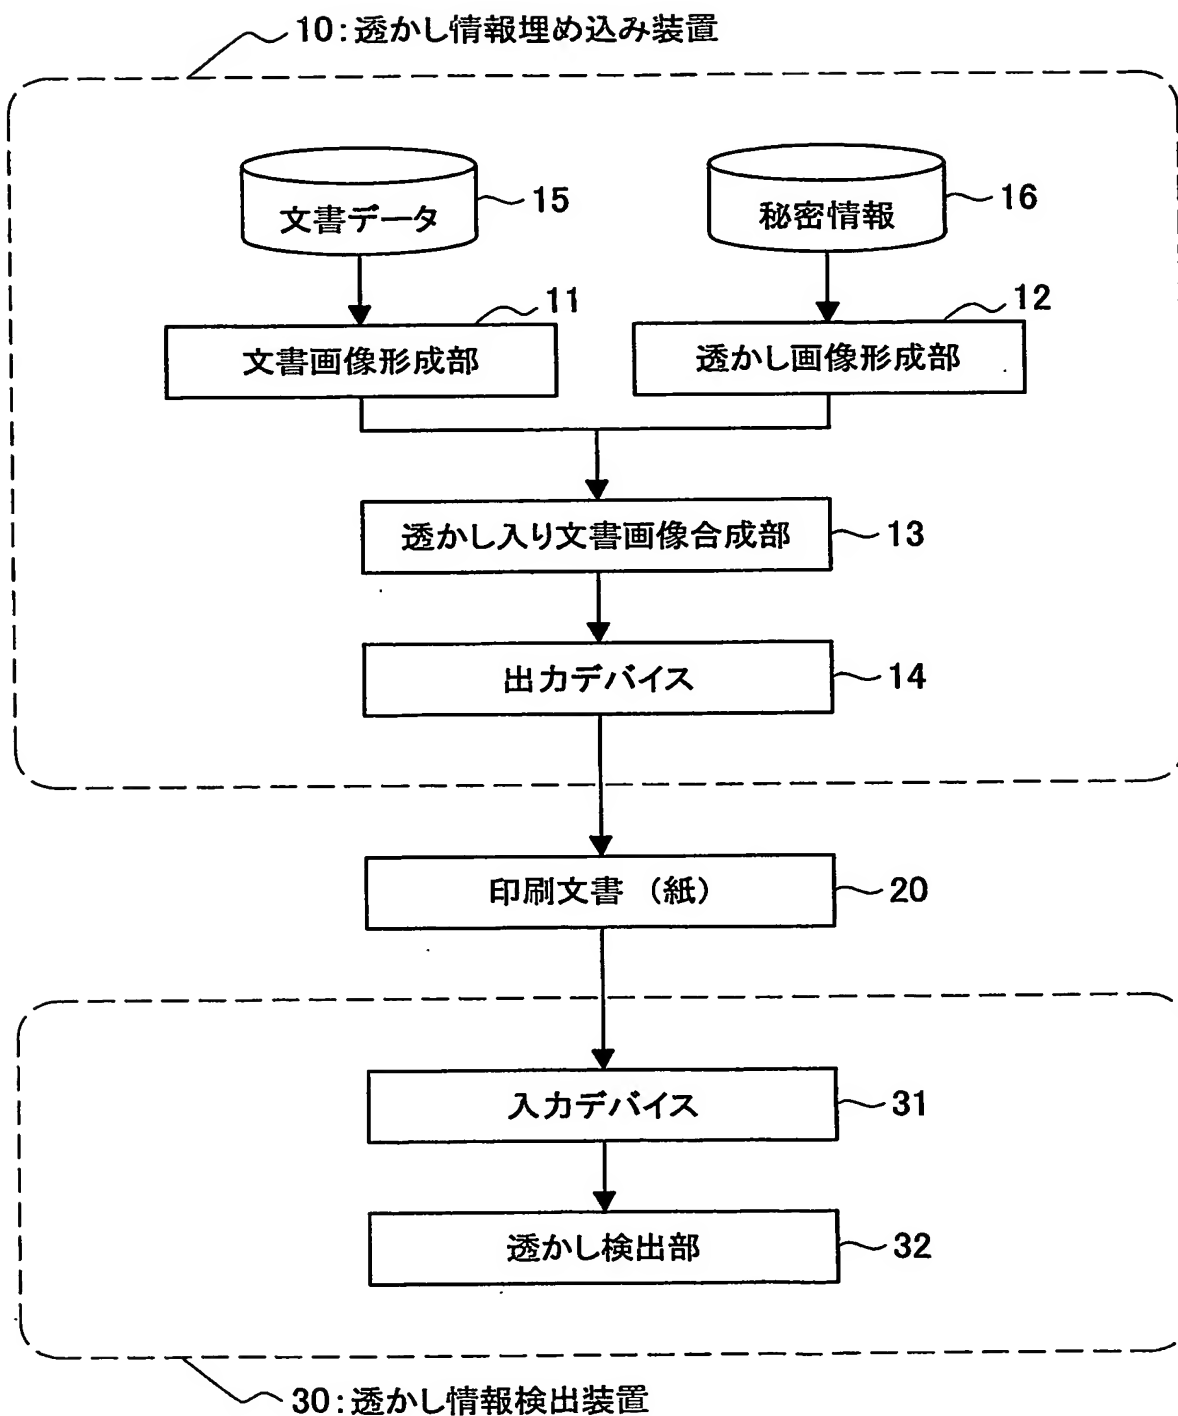 10:透かし情報埋め込み装置
文書データ
15
秘密情報
16
11
文書画像形成部
12
透かし画像形成部
透かし入り文書画像合成部
13
出力デバイス
14
印刷文書 (紙)
20
入力デバイス
31
透かし検出部
32
30:透かし情報検出装置